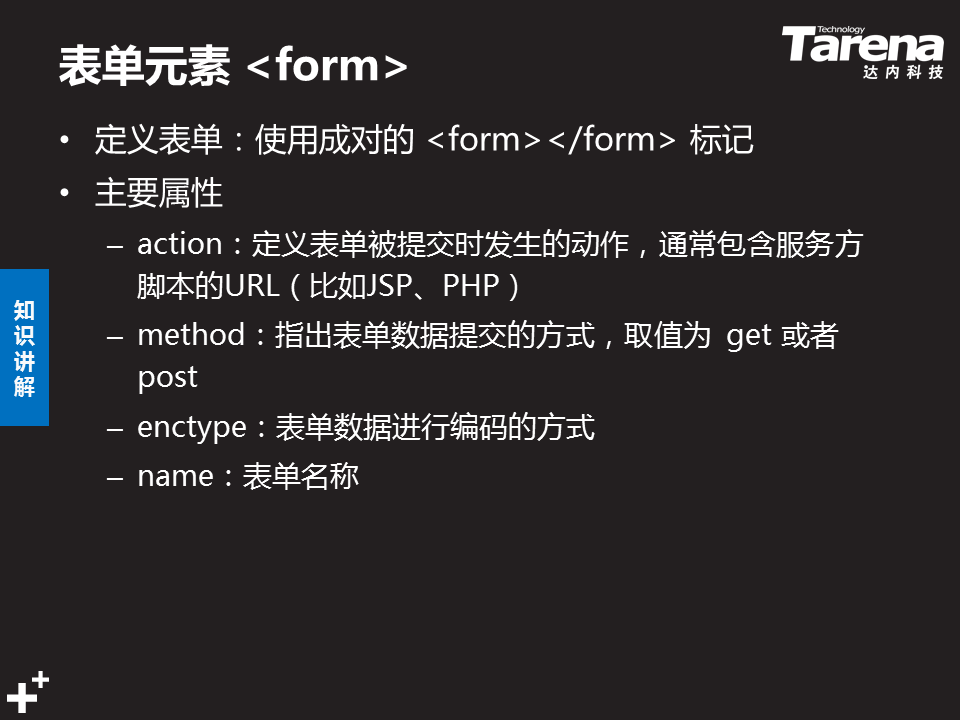 表单元素 <form>
Technology
Tarena
达内科技
• 定义表单：使用成对的 <form></form> 标记
• 主要属性
– action：定义表单被提交时发生的动作，通常包含服务方
脚本的URL（比如JSP、PHP）
– method：指出表单数据提交的方式，取值为 get 或者
post
– enctype：表单数据进行编码的方式
– name：表单名称
知
识
讲
解